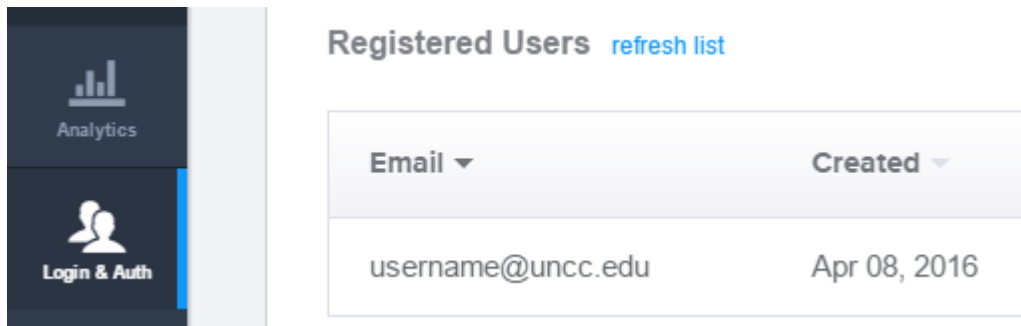 Registered Users refresh list
Analytics
Email Created
Login & Auth
username@uncc.edu Apr 08, 2016